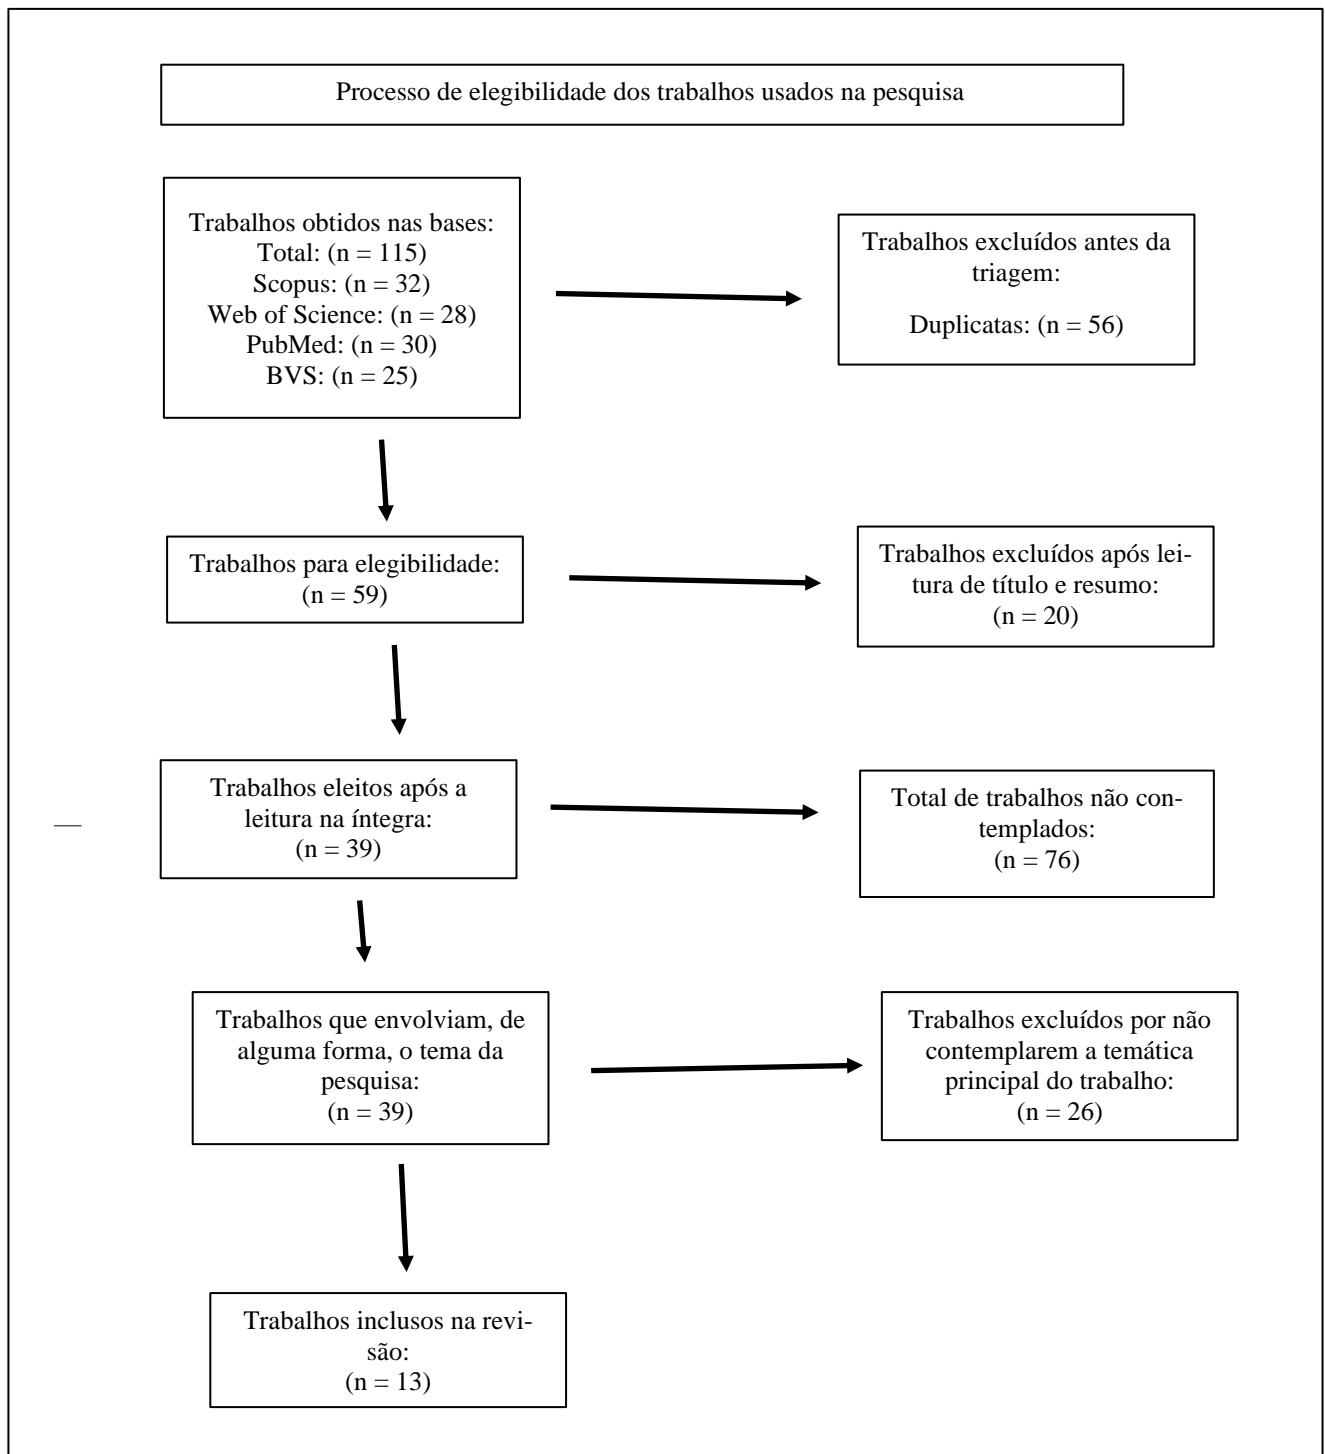 Processo de elegibilidade dos trabalhos usados na pesquisa
Trabalhos obtidos nas bases:
Total: (n = 115)
Scopus: (n = 32)
Web of Science: (n = 28)
PubMed: (n = 30)
BVS: (n = 25)
Trabalhos excluídos antes da
triagem:
Duplicatas: (n = 56)
Trabalhos para elegibilidade:
(n = 59)
Trabalhos excluídos após lei-
tura de título e resumo:
(n = 20)
Trabalhos eleitos após a
leitura na íntegra:
(n = 39)
Total de trabalhos não con-
templados:
(n = 76)
Trabalhos que envolviam, de
alguma forma, o tema da
pesquisa:
(n = 39)
Trabalhos excluídos por não
contemplarem a temática
principal do trabalho:
(n = 26)
Trabalhos inclusos na revi-
são:
(n = 13)